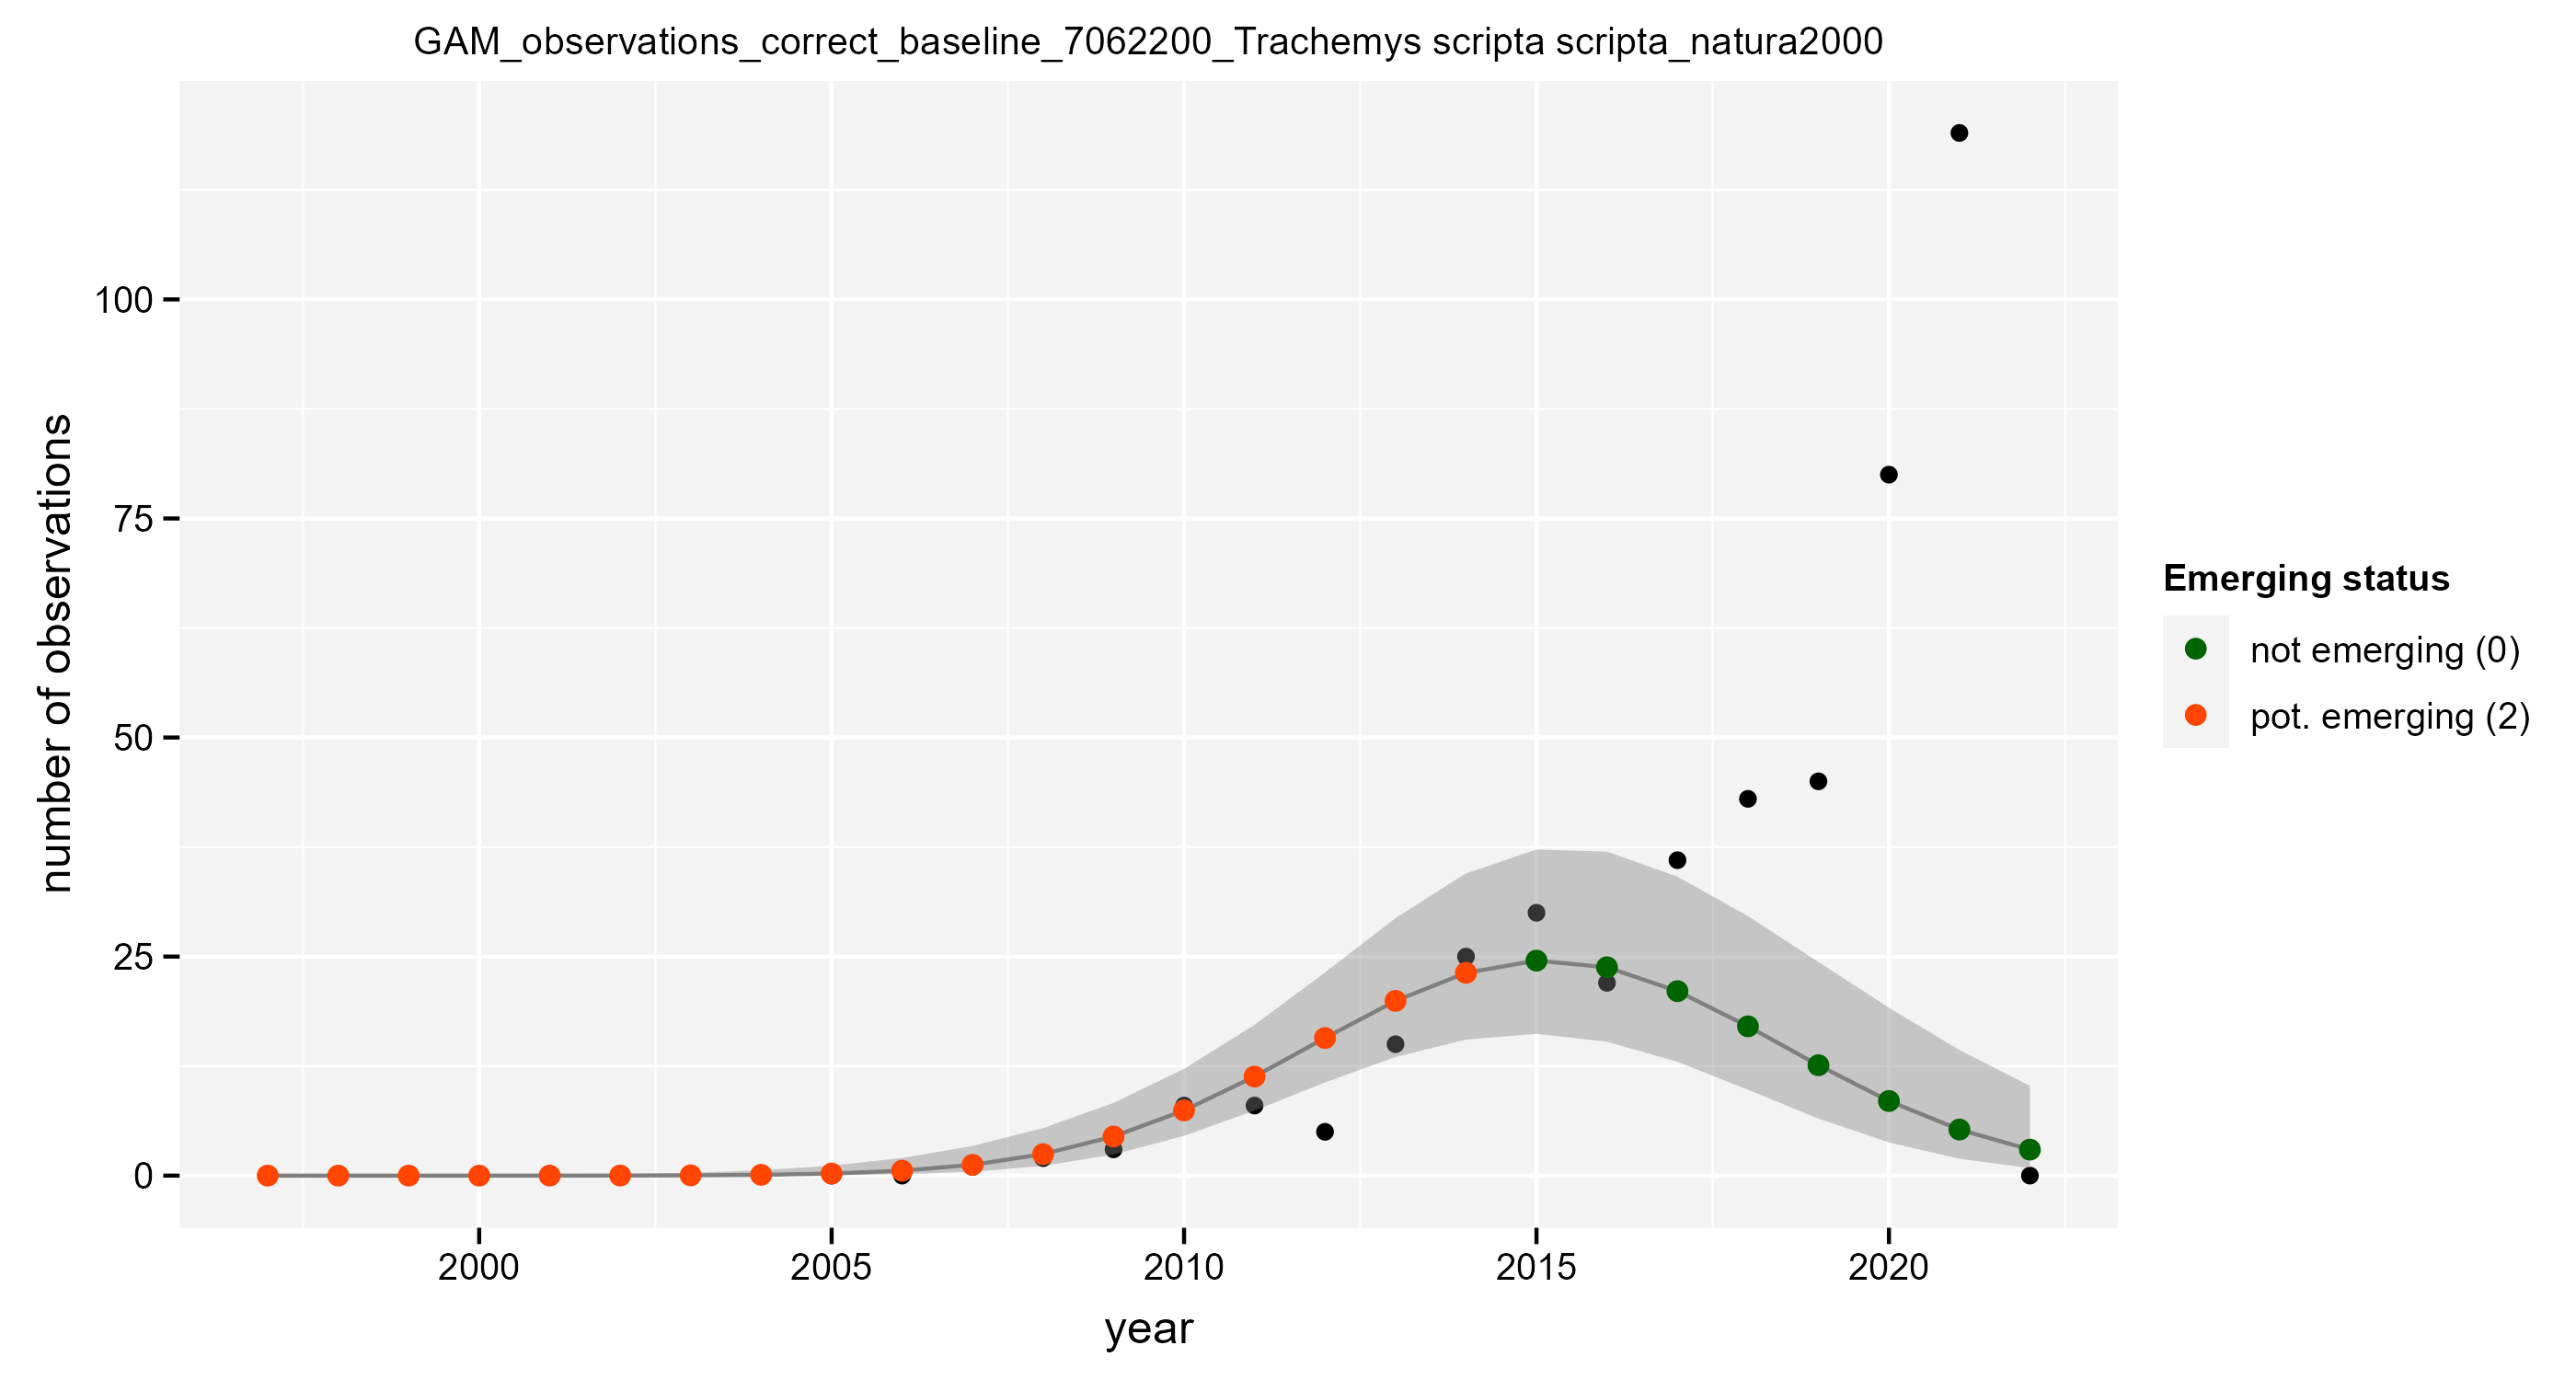 GAM_observations_correct_baseline_7062200_Trachemys scripta scripta_natura2000
number of observations
100
75
50
25
0
2000 2005 2010 2015 2020
year
Emerging status
not emerging (0)
pot. emerging (2)